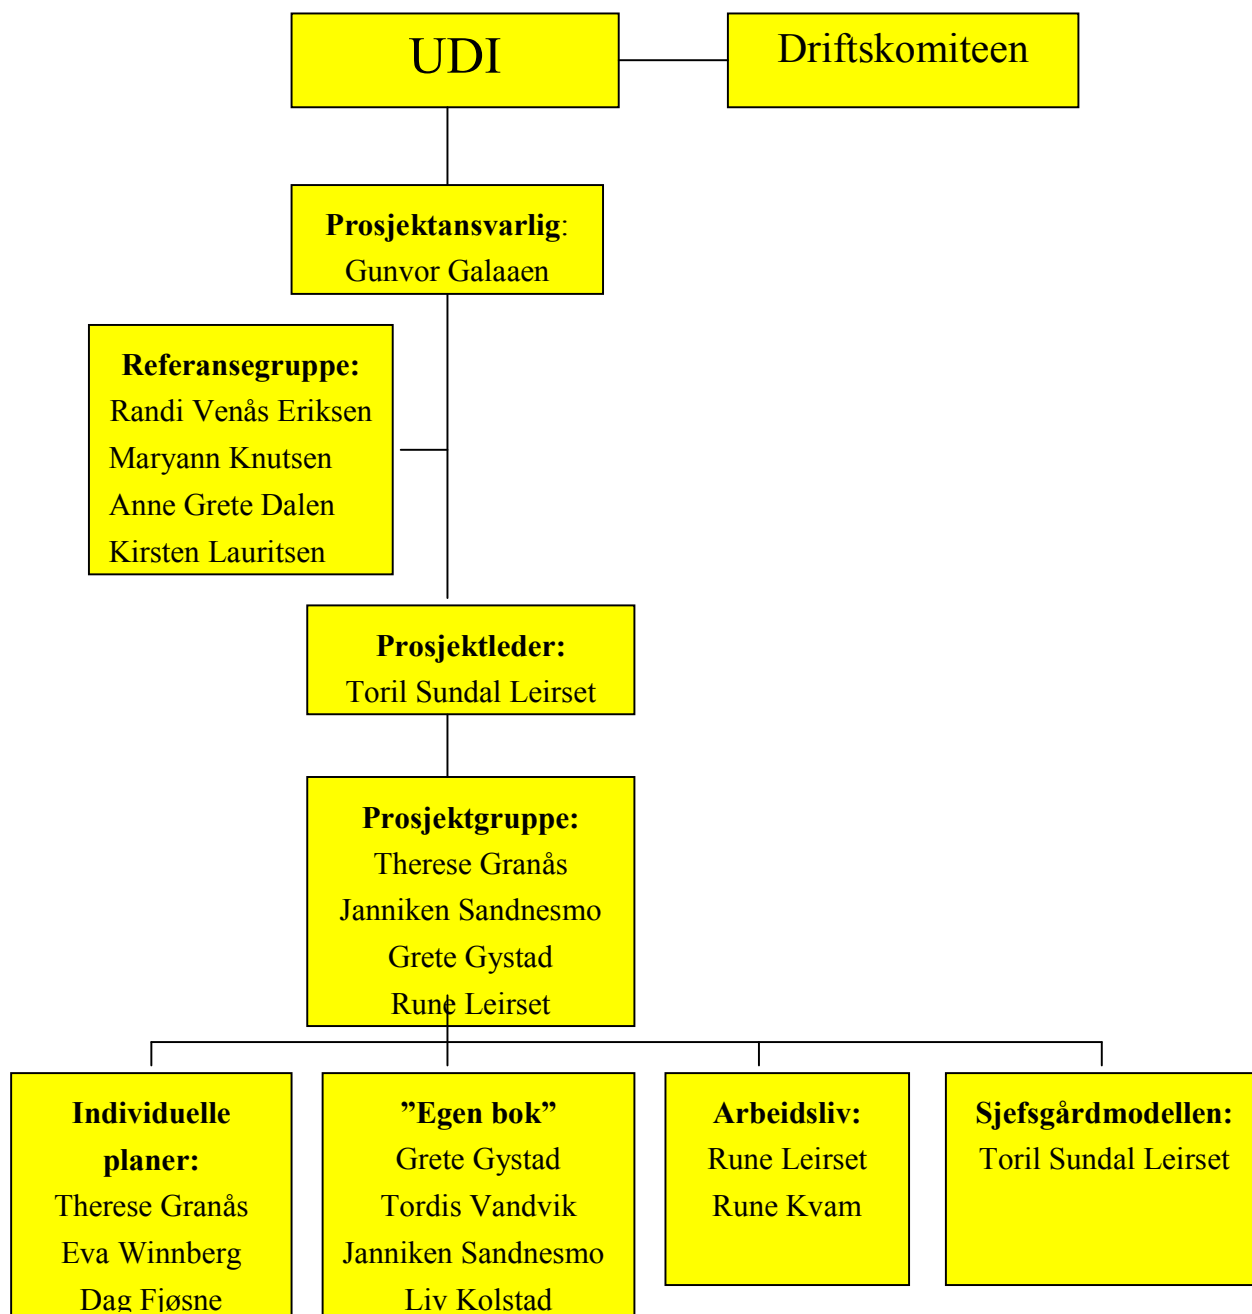 UDI
Driftskomiteen
Prosjektansvarlig:
Gunvor Galaaen
Referansegruppe:
Randi Venås Eriksen
Maryann Knutsen
Anne Grete Dalen
Kirsten Lauritsen
Prosjektleder:
Toril Sundal Leirset
Prosjektgruppe:
Therese Granås
Janniken Sandnesmo
Grete Gystad
Rune Leirset
Individuelle
planer:
Therese Granås
Eva Winnberg
Dag Fjøsne
”Egen bok”
Grete Gystad
Tordis Vandvik
Janniken Sandnesmo
Liv Kolstad
Arbeidsliv:
Rune Leirset
Rune Kvam
Sjefsgårdmodellen:
Toril Sundal Leirset